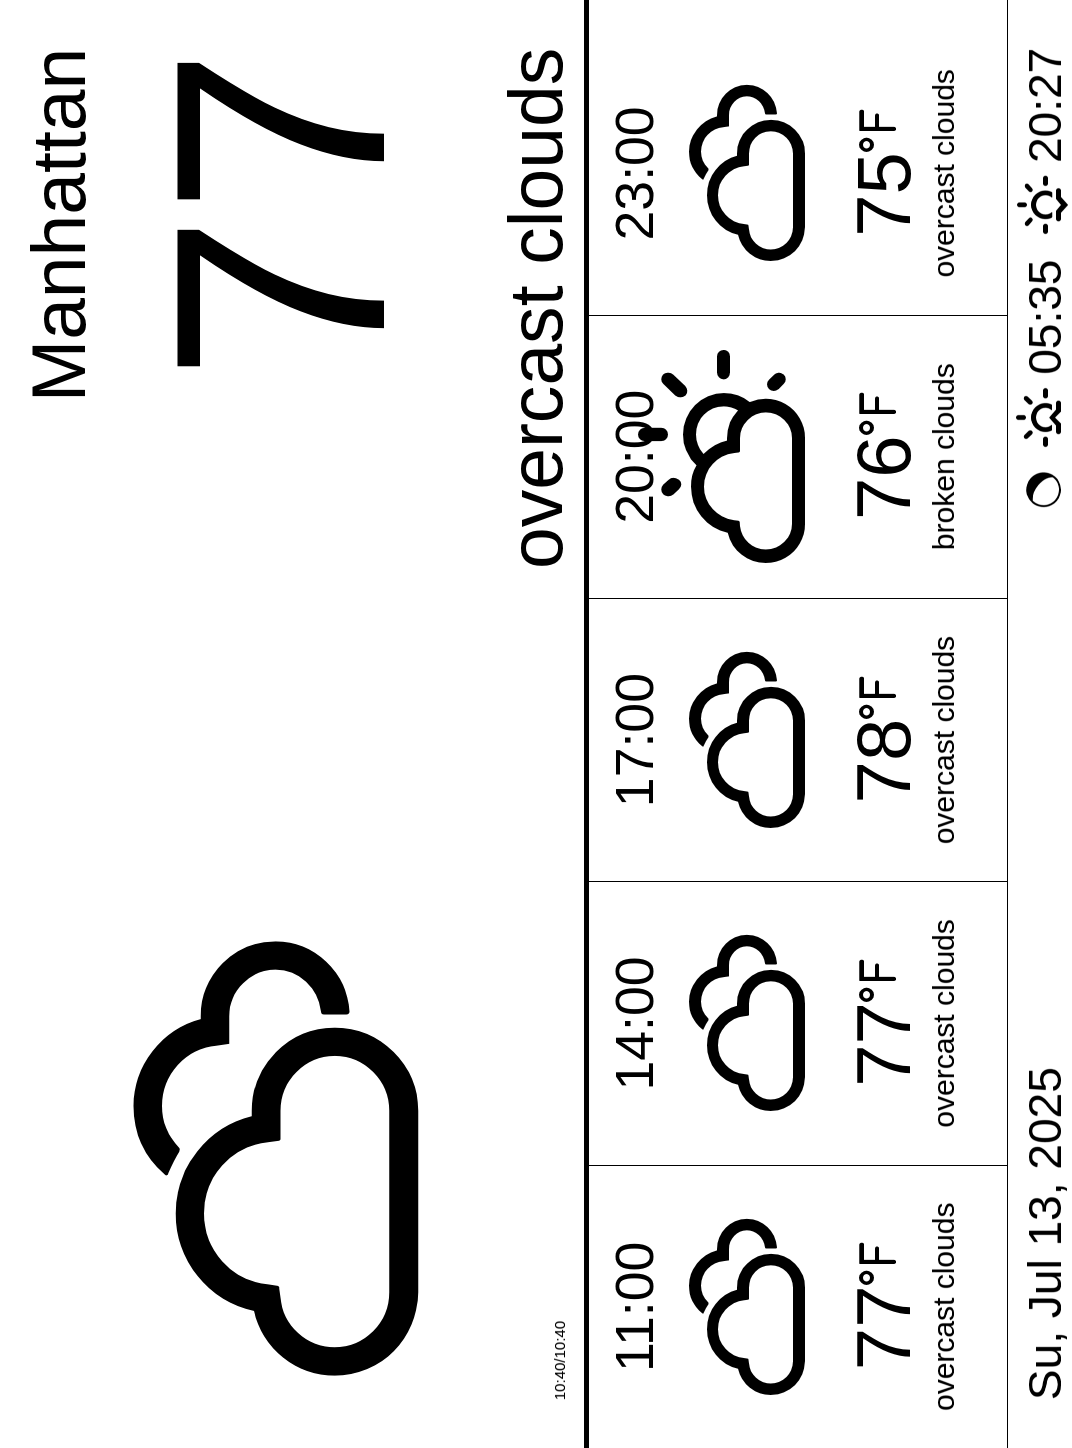 Manhattan
77
overcast clouds
10:40/10:40
11:00 14:00 17:00 20:00 23:00
77°F 77°F 78°F 76°F 75°F
overcast clouds overcast clouds overcast clouds broken clouds overcast clouds
Su, Jul 13, 2025 05:35 20:27